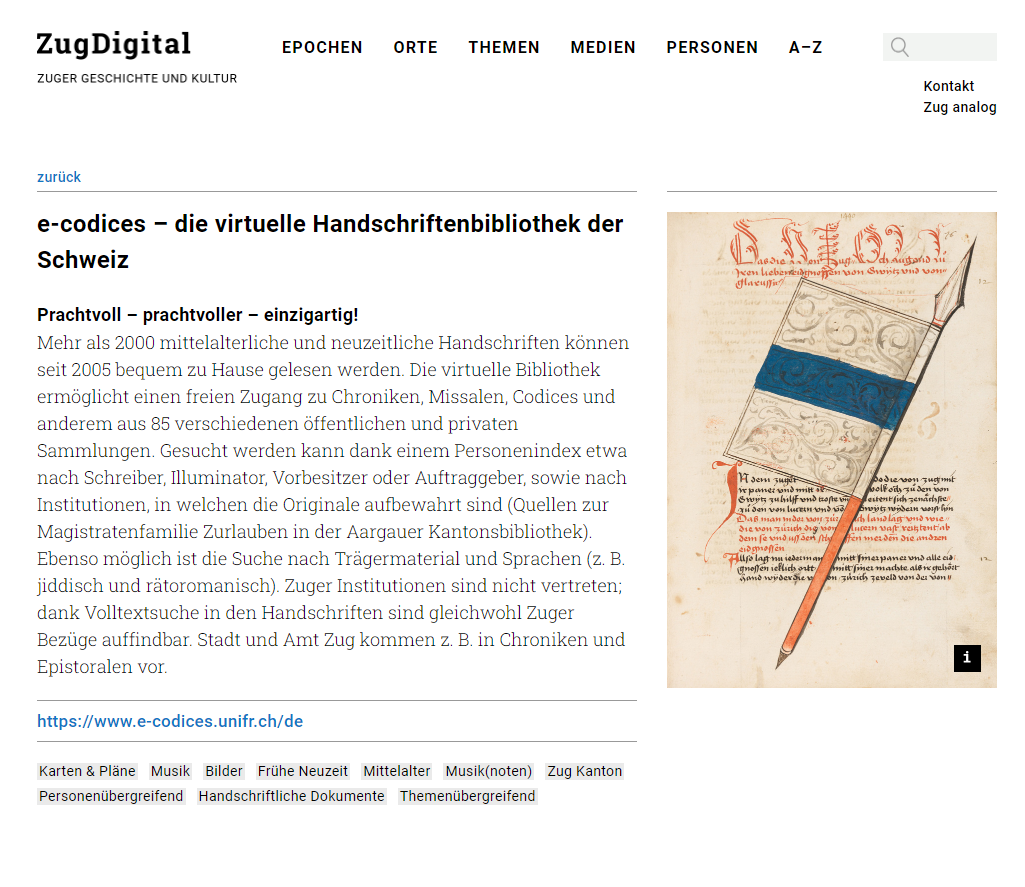 ZugDigital
ZUGER GESCHICHTE UND KULTUR
EPOCHEN ORTE THEMEN MEDIEN PERSONEN A–Z
Kontakt
Zug analog
zurück
e-codices – die virtuelle Handschriftenbibliothek der
Schweiz
Prachtvoll – prachtvoller – einzigartig!
Mehr als 2000 mittelalterliche und neuzeitliche Handschriften können
seit 2005 bequem zu Hause gelesen werden. Die virtuelle Bibliothek
ermöglicht einen freien Zugang zu Chroniken, Missalen, Codices und
anderem aus 85 verschiedenen öffentlichen und privaten
Sammlungen. Gesucht werden kann dank einem Personenindex etwa
nach Schreiber, Illuminator, Vorbesitzer oder Auftraggeber, sowie nach
Institutionen, in welchen die Originale aufbewahrt sind (Quellen zur
Magistratenfamilie Zurlauben in der Aargauer Kantonsbibliothek).
Ebenso möglich ist die Suche nach Trägermaterial und Sprachen (z. B.
jiddisch und rätoromanisch). Zuger Institutionen sind nicht vertreten;
dank Volltextsuche in den Handschriften sind gleichwohl Zuger
Bezüge auffindbar. Stadt und Amt Zug kommen z. B. in Chroniken und
Epistoralen vor.
https://www.e-codices.unifr.ch/de
Karten & Pläne Musik Bilder Frühe Neuzeit Mittelalter Musik(noten) Zug Kanton
Personenübergreifend Handschriftliche Dokumente Themenübergreifend
i